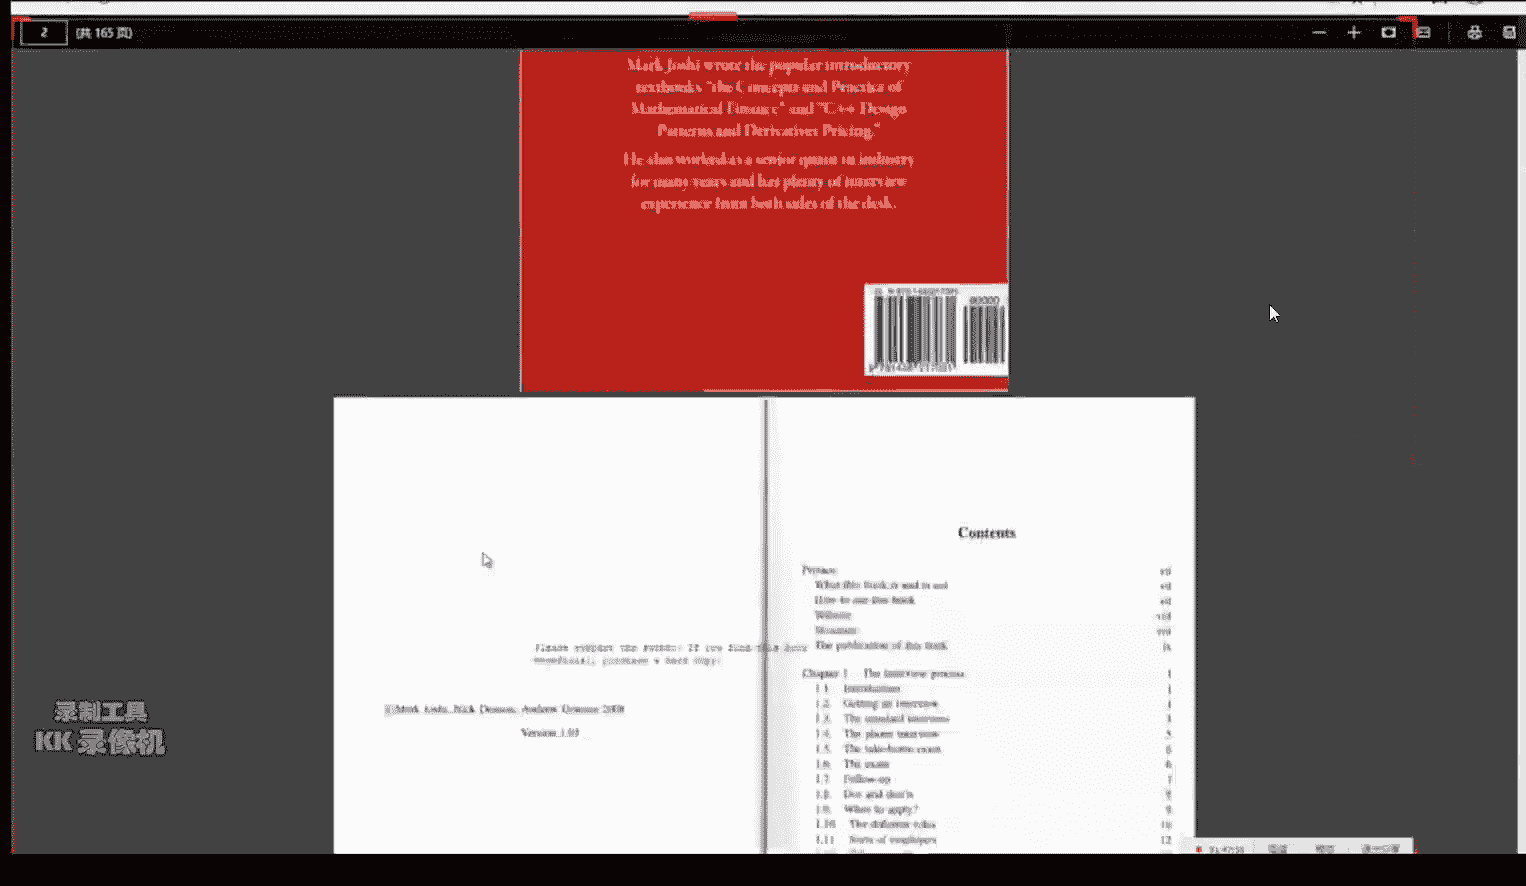 2 (共 165 页)
Mark Joshi wrote the popular introductory
textbooks "the Concepts and Practice of
Mathematical Finance" and "C++ Design
Patterns and Derivatives Pricing."
He also worked as a senior quant in industry
for many years and has plenty of interview
experience from both sides of the desk.
Contents
Preface vii
What this book is and is not vii
How to use this book vii
Website viii
The publication of this book ix
Please support the authors: If you find this book
beneficial, purchase a hard copy.
Chapter 1 The interview process 1
1.1. Introduction 1
1.2. Getting an interview 1
1.3. The standard interview 3
1.4. The phone interview 5
1.5. The take-home exam 6
1.6. The exam 6
1.7. Follow-up 7
1.8. Dos and don'ts
1.9. When to apply? 9
1.10. The different roles 10
1.11. Sorts of employers 12
©Mark Joshi, Nick Denson, Andrew Downes 2008
Version 1.03
录制工具
KK 录像机